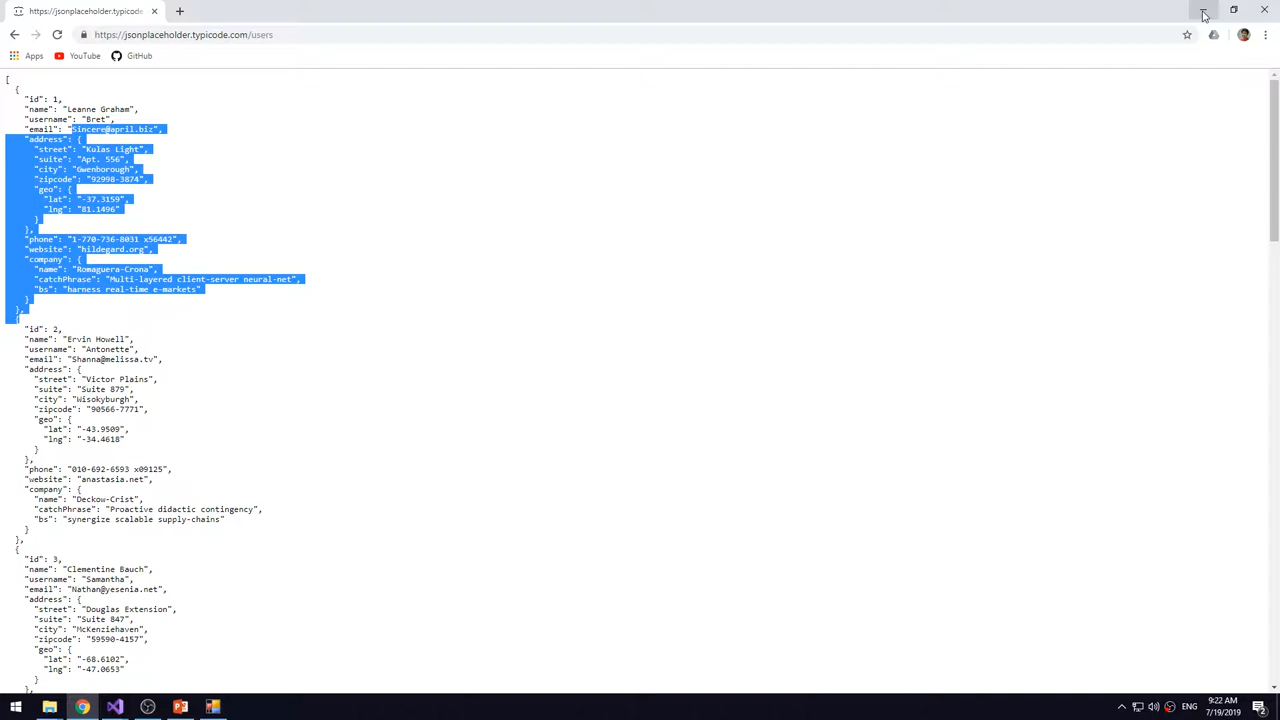 https://jsonplaceholder.typicode
https://jsonplaceholder.typicode.com/users
Apps YouTube GitHub
[
{
"id": 1,
"name": "Leanne Graham",
"username": "Bret",
"email": "Sincere@april.biz",
"address": {
"street": "Kulas Light",
"suite": "Apt. 556",
"city": "Gwenborough",
"zipcode": "92998-3874",
"geo": {
"lat": "-37.3159",
"lng": "81.1496"
}
},
"phone": "1-770-736-8031 x56442",
"website": "hildegard.org",
"company": {
"name": "Romaguera-Crona",
"catchPhrase": "Multi-layered client-server neural-net",
"bs": "harness real-time e-markets"
}
},
{
"id": 2,
"name": "Ervin Howell",
"username": "Antonette",
"email": "Shanna@melissa.tv",
"address": {
"street": "Victor Plains",
"suite": "Suite 879",
"city": "Wisokyburgh",
"zipcode": "90566-7771",
"geo": {
"lat": "-43.9509",
"lng": "-34.4618"
}
},
"phone": "010-692-6593 x09125",
"website": "anastasia.net",
"company": {
"name": "Deckow-Crist",
"catchPhrase": "Proactive didactic contingency",
"bs": "synergize scalable supply-chains"
}
},
{
"id": 3,
"name": "Clementine Bauch",
"username": "Samantha",
"email": "Nathan@yesenia.net",
"address": {
"street": "Douglas Extension",
"suite": "Suite 847",
"city": "McKenziehaven",
"zipcode": "59590-4157",
"geo": {
"lat": "-68.6102",
"lng": "-47.0653"
}
},
ENG
9:22 AM
7/19/2019
2